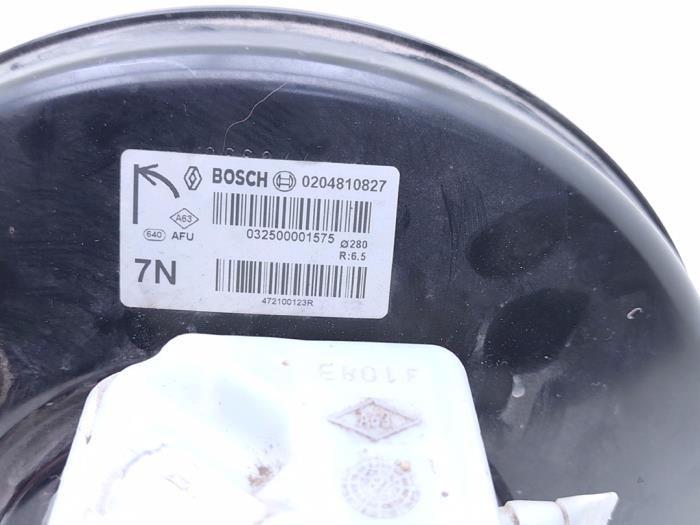 BOSCH 0204810827
A63
032500001575
640 AFU
ø280
R:6.5
7N
472100123R